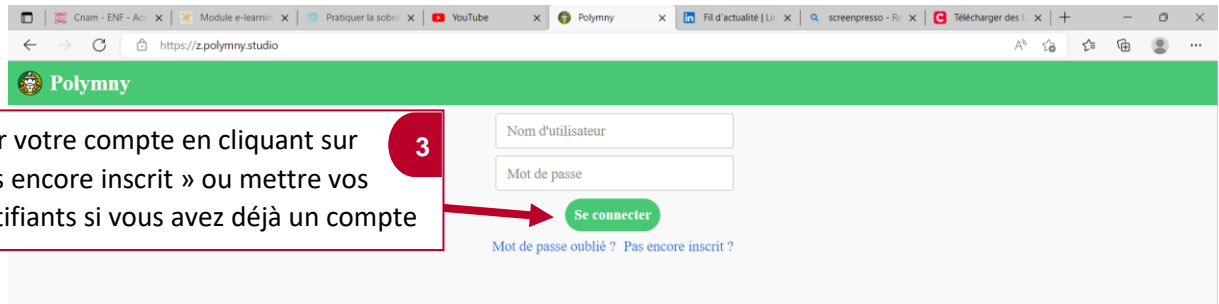 Cnam - ENF - Acc
Module e-learnin
Pratiquer la sobri
YouTube
Polymny
Fil d'actualité | Lin
screenpresso - Re
Télécharger des L
https://z.polymny.studio
Polymny
r votre compte en cliquant sur
s encore inscrit » ou mettre vos
tifiants si vous avez déjà un compte
3
Nom d'utilisateur
Mot de passe
Se connecter
Mot de passe oublié ? Pas encore inscrit ?